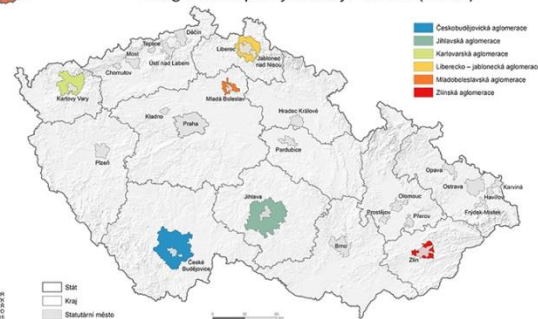 Českobudějovická aglomerace
Jihlavská aglomerace
Karlovarská aglomerace
Liberecko – jablonecká aglomerace
Mladoboleslavská aglomerace
Zlínská aglomerace
Děčín
Teplice
Most
Ústí nad Labem
Chomutov
Liberec
Jablonec
nad Nisou
Karlovy Vary
Mladá Boleslav
Kladno
Praha
Hradec Králové
Pardubice
Plzeň
Opava
Ostrava
Karviná
Havířov
Frýdek-Místek
Olomouc
Prostějov
Přerov
Jihlava
Brno
Zlín
České
Budějovice
Stát
Kraj
Statutární město